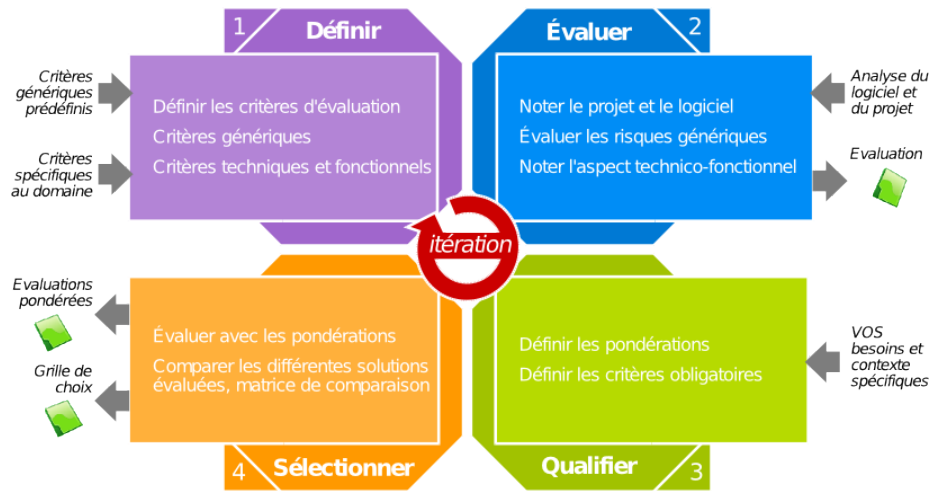 1
Définir
Critères
génériques
prédéfinis
Critères
spécifiques
au domaine
Définir les critères d'évaluation
Critères génériques
Critères techniques et fonctionnels
Évaluer
2
Noter le projet et le logiciel
Évaluer les risques génériques
Noter l'aspect technico-fonctionnel
Analyse du
logiciel et
du projet
Evaluation
itération
Evaluations
pondérées
Grille de
choix
Évaluer avec les pondérations
Comparer les différentes solutions
évaluées, matrice de comparaison
4
Sélectionner
Définir les pondérations
Définir les critères obligatoires
VOS
besoins et
contexte
spécifiques
Qualifier
3